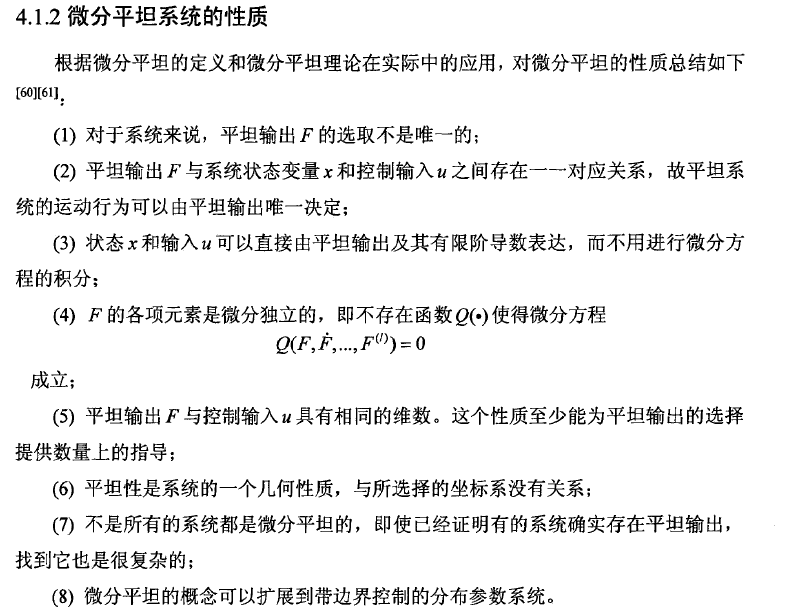 4.1.2 微分平坦系统的性质
根据微分平坦的定义和微分平坦理论在实际中的应用，对微分平坦的性质总结如下
[60][61]：
(1) 对于系统来说，平坦输出 F 的选取不是唯一的；
(2) 平坦输出 F 与系统状态变量 x 和控制输入 u 之间存在一一对应关系，故平坦系
统的运动行为可以由平坦输出唯一决定；
(3) 状态 x 和输入 u 可以直接由平坦输出及其有限阶导数表达，而不用进行微分方
程的积分；
(4) F 的各项元素是微分独立的，即不存在函数 Q(•) 使得微分方程
Q(F,Ḟ,...,F⁽ˡ⁾) = 0
成立；
(5) 平坦输出 F 与控制输入 u 具有相同的维数。这个性质至少能为平坦输出的选择
提供数量上的指导；
(6) 平坦性是系统的一个几何性质，与所选择的坐标系没有关系；
(7) 不是所有的系统都是微分平坦的，即使已经证明有的系统确实存在平坦输出，
找到它也是很复杂的；
(8) 微分平坦的概念可以扩展到带边界控制的分布参数系统。